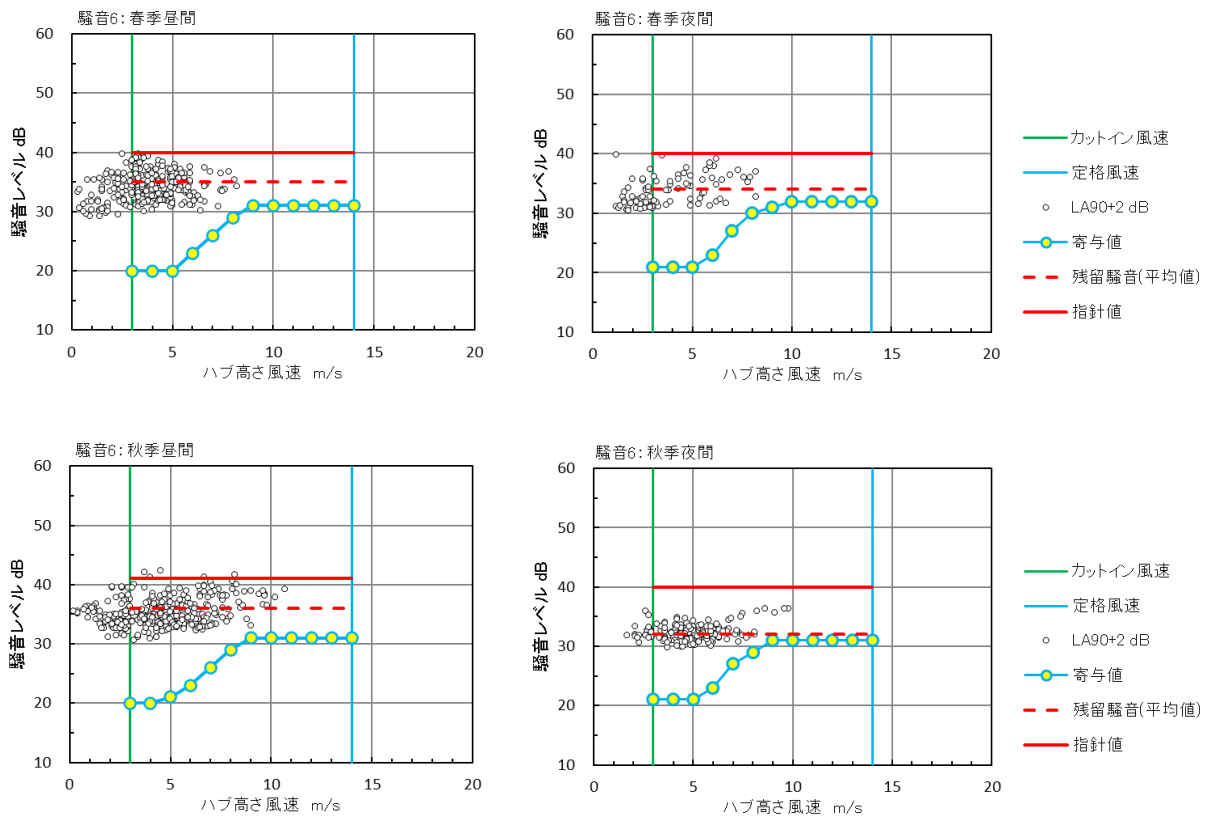 騒音6：春季昼間
60
50
40
30
20
10
0
5
10
15
20
騒音レベル dB
ハブ高さ風速 m/s
騒音6：春季夜間
60
50
40
30
20
10
0
5
10
15
20
騒音レベル dB
ハブ高さ風速 m/s
カットイン風速
定格風速
LA90+2 dB
寄与値
残留騒音(平均値)
指針値
騒音6：秋季昼間
60
50
40
30
20
10
0
5
10
15
20
騒音レベル dB
ハブ高さ風速 m/s
騒音6：秋季夜間
60
50
40
30
20
10
0
5
10
15
20
騒音レベル dB
ハブ高さ風速 m/s
カットイン風速
定格風速
LA90+2 dB
寄与値
残留騒音(平均値)
指針値